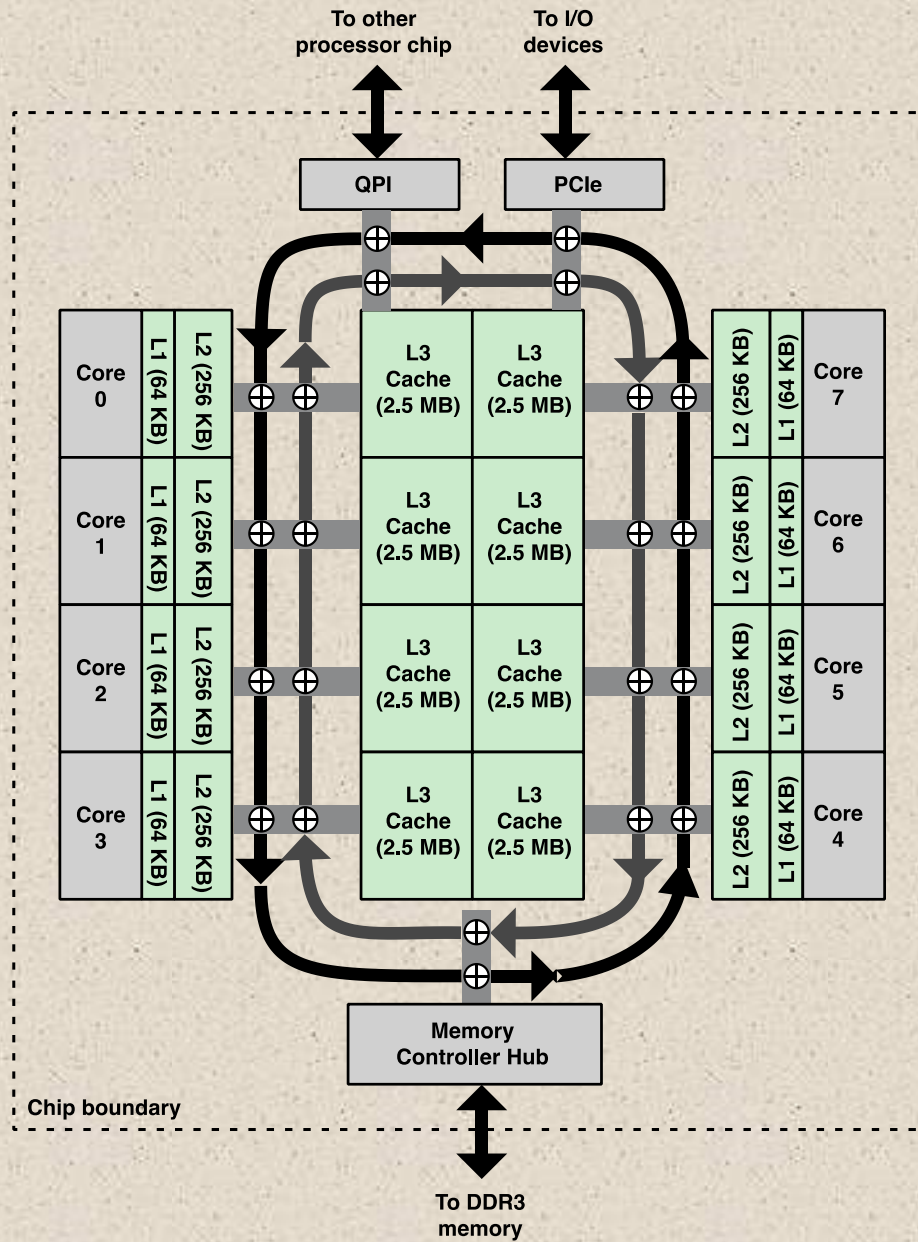 To other
processor chip
To I/O
devices
QPI
PCIe
Core
0
L1 (64 KB)
L2 (256 KB)
L3
Cache
(2.5 MB)
L3
Cache
(2.5 MB)
L2 (256 KB)
L1 (64 KB)
Core
7
Core
1
L1 (64 KB)
L2 (256 KB)
L3
Cache
(2.5 MB)
L3
Cache
(2.5 MB)
L2 (256 KB)
L1 (64 KB)
Core
6
Core
2
L1 (64 KB)
L2 (256 KB)
L3
Cache
(2.5 MB)
L3
Cache
(2.5 MB)
L2 (256 KB)
L1 (64 KB)
Core
5
Core
3
L1 (64 KB)
L2 (256 KB)
L3
Cache
(2.5 MB)
L3
Cache
(2.5 MB)
L2 (256 KB)
L1 (64 KB)
Core
4
Memory
Controller Hub
Chip boundary
To DDR3
memory